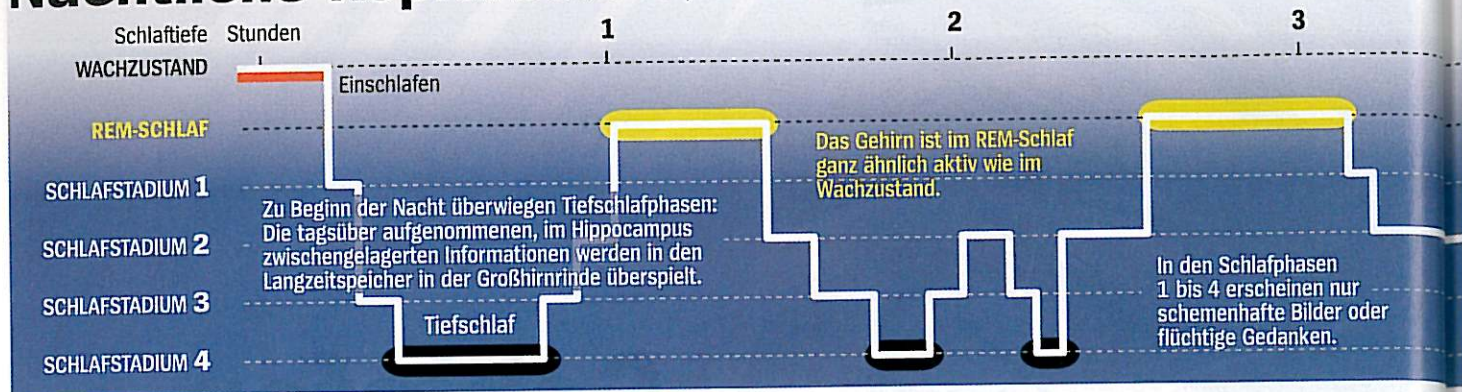 Schlaftiefe Stunden 1 2 3
WACHZUSTAND
Einschlafen
REM-SCHLAF
Das Gehirn ist im REM-Schlaf
ganz ähnlich aktiv wie im
Wachzustand.
SCHLAFSTADIUM 1
Zu Beginn der Nacht überwiegen Tiefschlafphasen:
Die tagsüber aufgenommenen, im Hippocampus
zwischengelagerten Informationen werden in den
Langzeitspeicher in der Großhirnrinde überspielt.
SCHLAFSTADIUM 2
In den Schlafphasen
1 bis 4 erscheinen nur
schemenhafte Bilder oder
flüchtige Gedanken.
SCHLAFSTADIUM 3
Tiefschlaf
SCHLAFSTADIUM 4